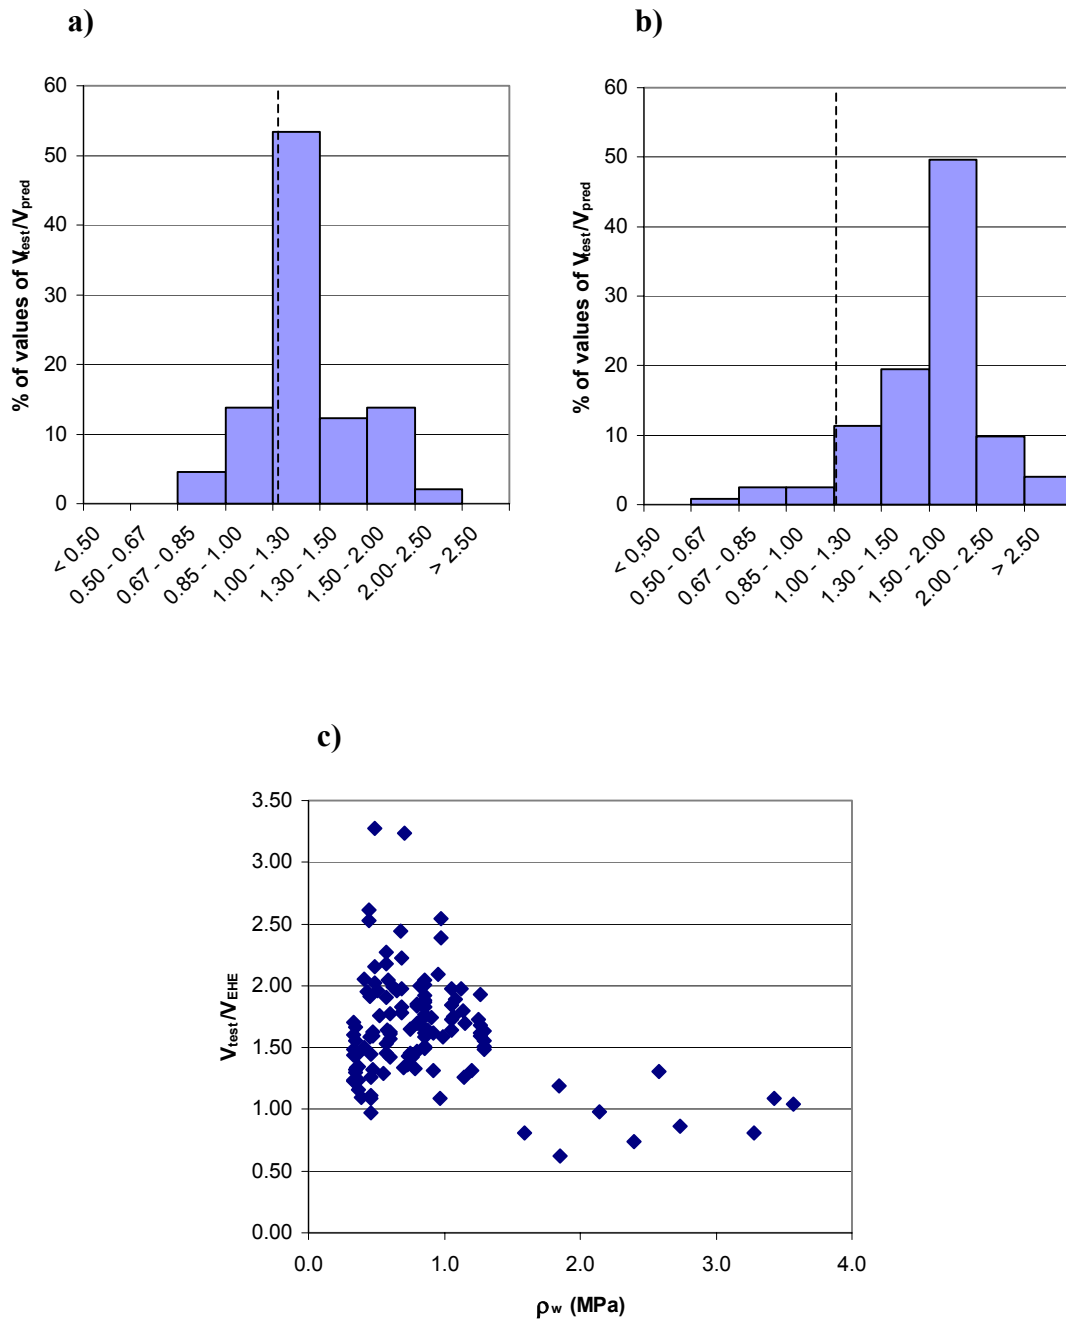 a)
% of values of Vtest/Vpred
60
50
40
30
20
10
0
< 0.50
0.50 - 0.67
0.67 - 0.85
0.85 - 1.00
1.00 - 1.30
1.30 - 1.50
1.50 - 2.00
2.00- 2.50
> 2.50
b)
% of values of Vtest/Vpred
60
50
40
30
20
10
0
< 0.50
0.50 - 0.67
0.67 - 0.85
0.85 - 1.00
1.00 - 1.30
1.30 - 1.50
1.50 - 2.00
2.00 - 2.50
> 2.50
c)
Vtest/VEHE
3.50
3.00
2.50
2.00
1.50
1.00
0.50
0.00
0.0 1.0 2.0 3.0 4.0
ρw (MPa)